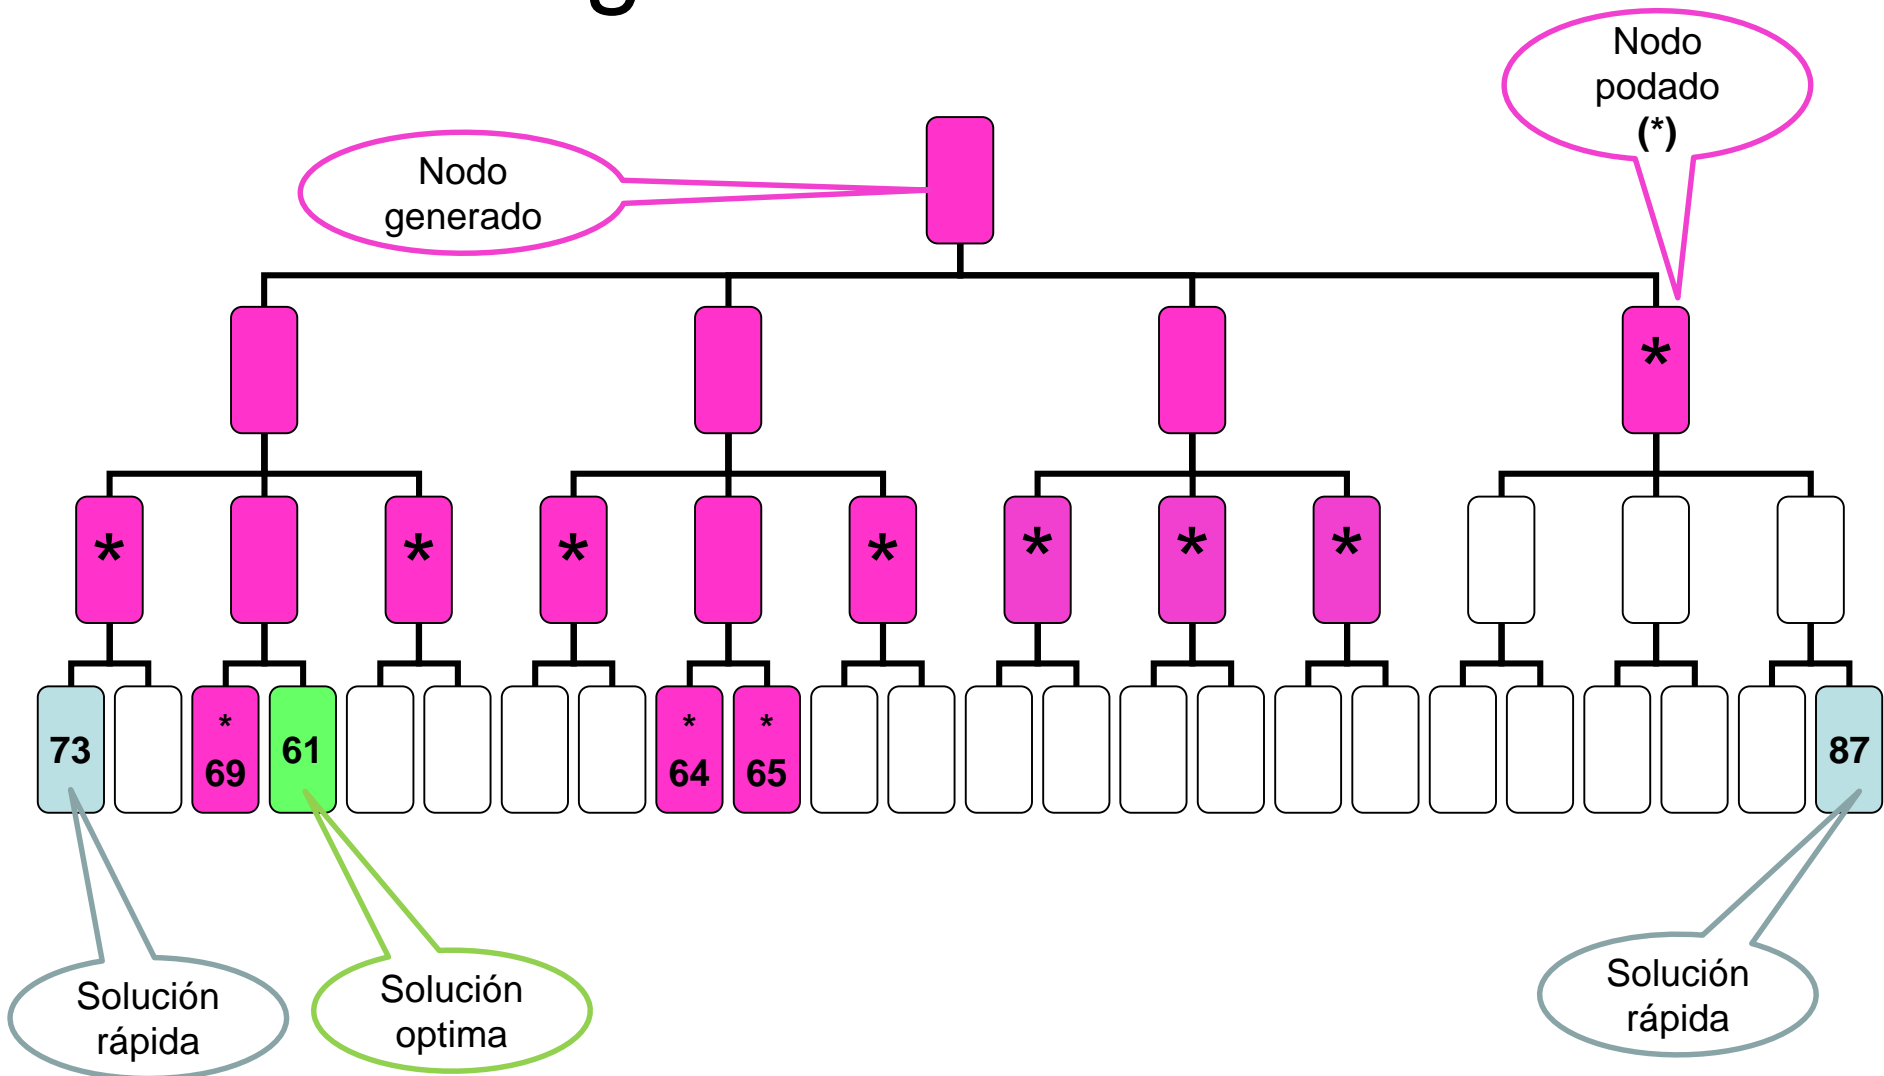 Nodo
podado
(*)
Nodo
generado
*
*
*
*
*
*
*
*
73
*
69
61
*
64
*
65
87
Solución
rápida
Solución
optima
Solución
rápida